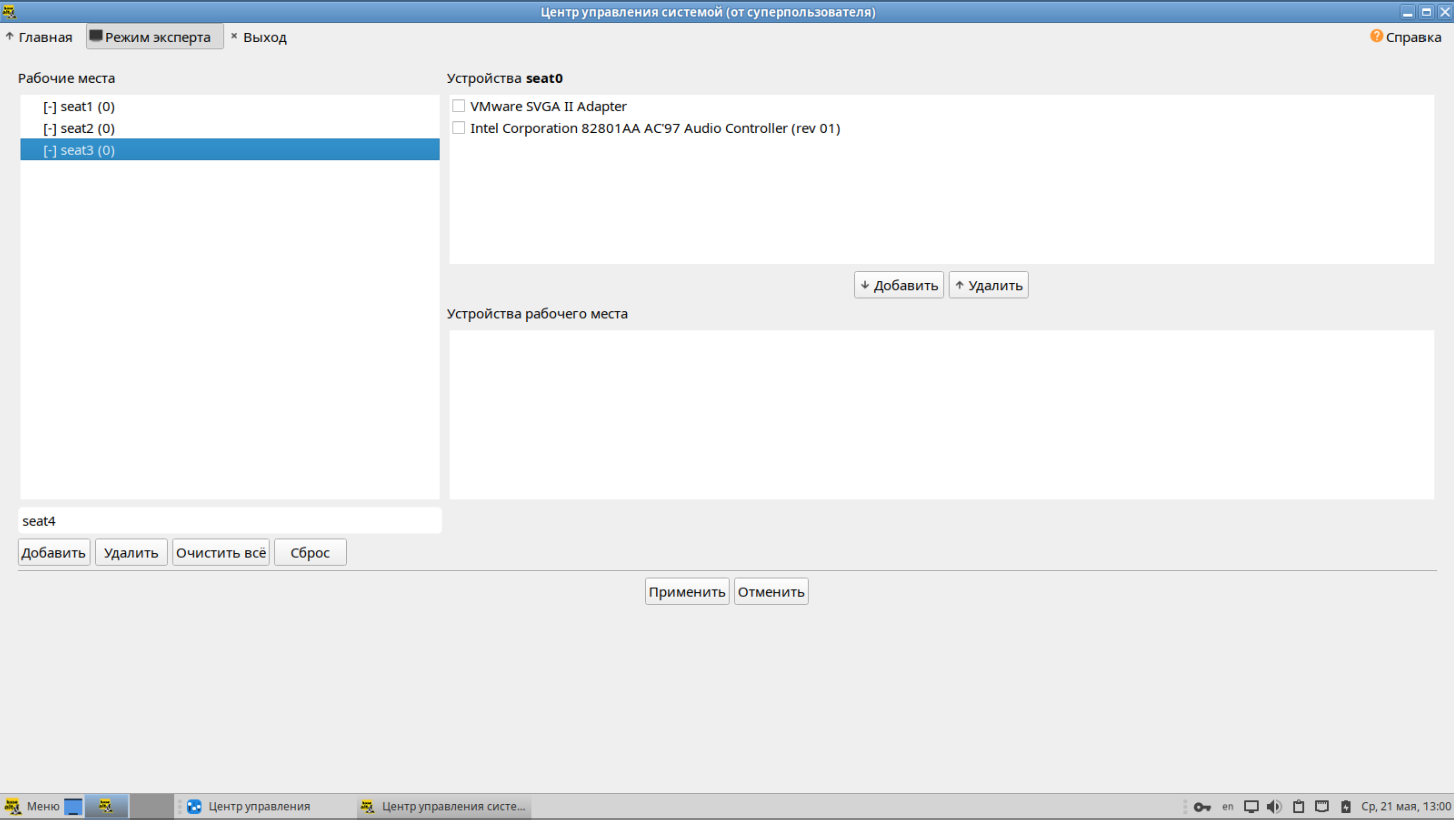 Центр управления системой (от суперпользователя)
Главная Режим эксперта Выход Справка
Рабочие места
[-] seat1 (0)
[-] seat2 (0)
[-] seat3 (0)
seat4
Добавить Удалить Очистить всё Сброс
Устройства seat0
VMware SVGA II Adapter
Intel Corporation 82801AA AC'97 Audio Controller (rev 01)
Добавить Удалить
Устройства рабочего места
Применить Отменить
Меню Центр управления Центр управления систе... en Ср, 21 мая, 13:00